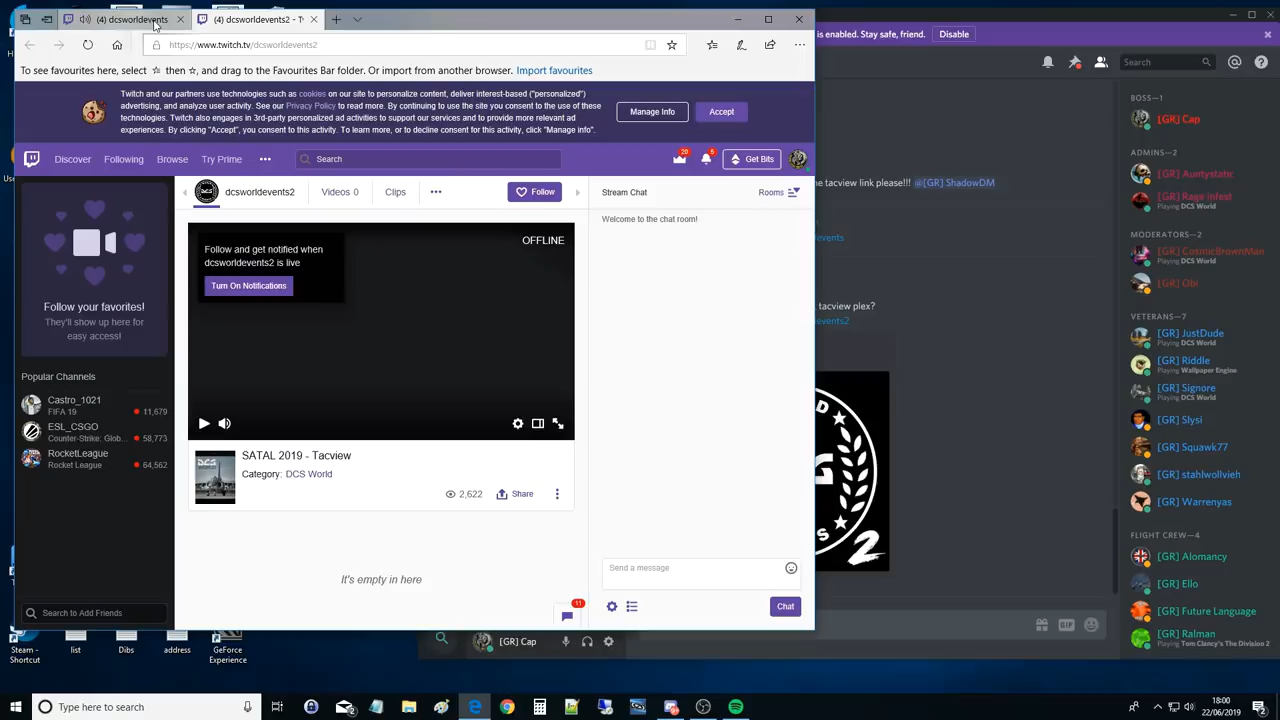 (4) dcsworldevents
(4) dcsworldevents2 - Tw
https://www.twitch.tv/dcsworldevents2
To see favourites here, select ☆ then ☆, and drag to the Favourites Bar folder. Or import from another browser. Import favourites
Twitch and our partners use technologies such as cookies on our site to personalize content, deliver interest-based ("personalized")
advertising, and analyze user activity. See our Privacy Policy to read more. By continuing to use the site you consent to the use of these
technologies. Twitch also engages in 3rd-party personalized ad activities to support our services and to provide more relevant ad
experiences. By clicking "Accept", you consent to this activity. To learn more, or to decline consent for this activity, click "Manage info".
Manage Info
Accept
Discover
Following
Browse
Try Prime
Search
20
5
Get Bits
dcsworldevents2
Videos 0
Clips
Follow
Stream Chat
Rooms
Welcome to the chat room!
Follow and get notified when
dcsworldevents2 is live
Turn On Notifications
OFFLINE
Follow your favorites!
They'll show up here for
easy access!
Popular Channels
Castro_1021
FIFA 19
11,679
ESL_CSGO
Counter-Strike: Glob...
58,773
RocketLeague
Rocket League
64,562
SATAL 2019 - Tacview
Category: DCS World
2,622
Share
It's empty in here
Search to Add Friends
11
Send a message
Chat
is enabled. Stay safe, friend.
Disable
Search
e tacview link please!!! @[GR] ShadowDM
events
tacview plex?
events2
2
GIF
BOSS—1
[GR] Cap
ADMINS—2
[GR] Auntystatic
[GR] Rage Infest
Playing DCS World
MODERATORS—2
[GR] CosmicBrownMan
Playing DCS World
[GR] Obi
VETERANS—7
[GR] JustDude
Playing DCS World
[GR] Riddle
Playing Wallpaper Engine
[GR] Signore
Playing DCS World
[GR] Slysi
[GR] Squawk77
[GR] stahlwollvieh
[GR] Warrenyas
FLIGHT CREW—4
[GR] Alomancy
[GR] Ello
[GR] Future Language
[GR] Ralman
Playing Tom Clancy's The Division 2
[GR] Cap
Steam -
Shortcut
list
Dibs
address
GeForce
Experience
Type here to search
18:00
22/06/2019
2